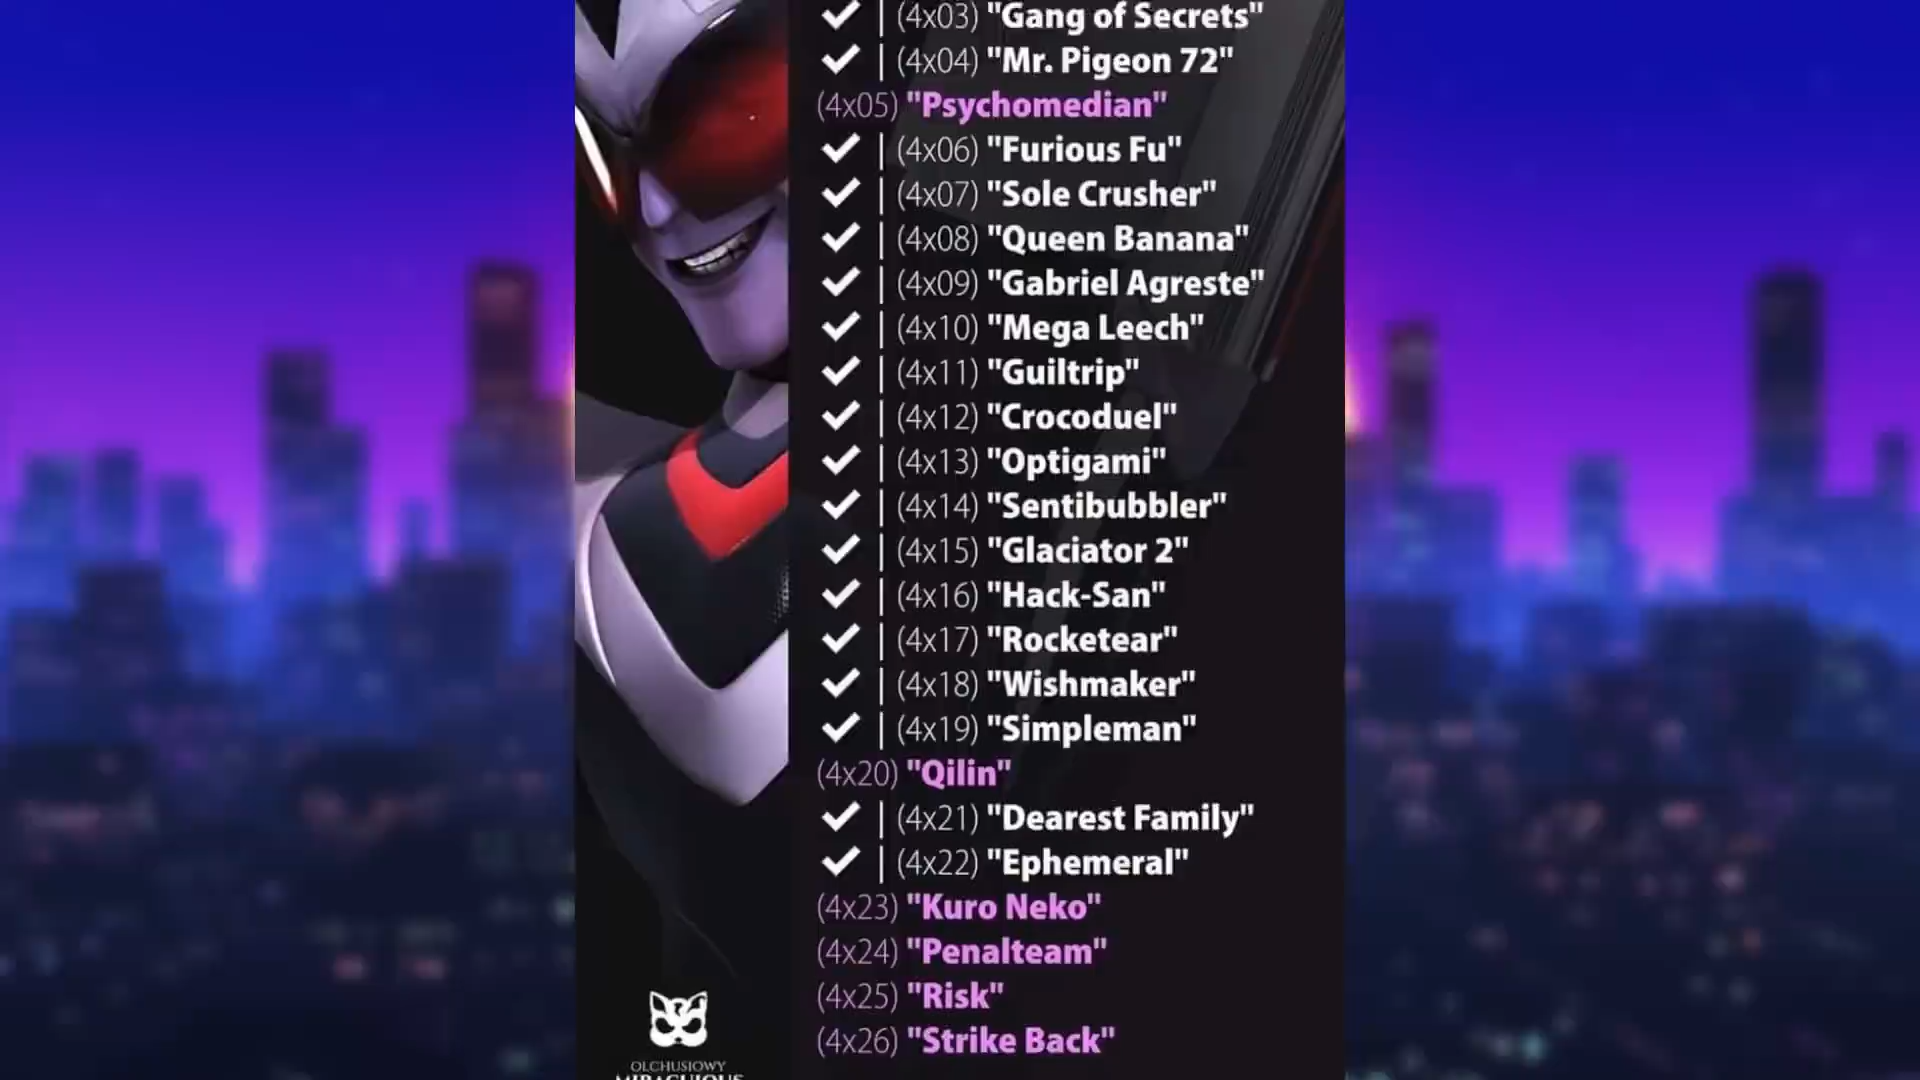 ✔ | (4x03) "Gang of Secrets"
✔ | (4x04) "Mr. Pigeon 72"
(4x05) "Psychomedian"
✔ | (4x06) "Furious Fu"
✔ | (4x07) "Sole Crusher"
✔ | (4x08) "Queen Banana"
✔ | (4x09) "Gabriel Agreste"
✔ | (4x10) "Mega Leech"
✔ | (4x11) "Guiltrip"
✔ | (4x12) "Crocoduel"
✔ | (4x13) "Optigami"
✔ | (4x14) "Sentibubbler"
✔ | (4x15) "Glaciator 2"
✔ | (4x16) "Hack-San"
✔ | (4x17) "Rocketear"
✔ | (4x18) "Wishmaker"
✔ | (4x19) "Simpleman"
(4x20) "Qilin"
✔ | (4x21) "Dearest Family"
✔ | (4x22) "Ephemeral"
(4x23) "Kuro Neko"
(4x24) "Penalteam"
(4x25) "Risk"
(4x26) "Strike Back"
OLCHUSIOWY
MIRACULOUS